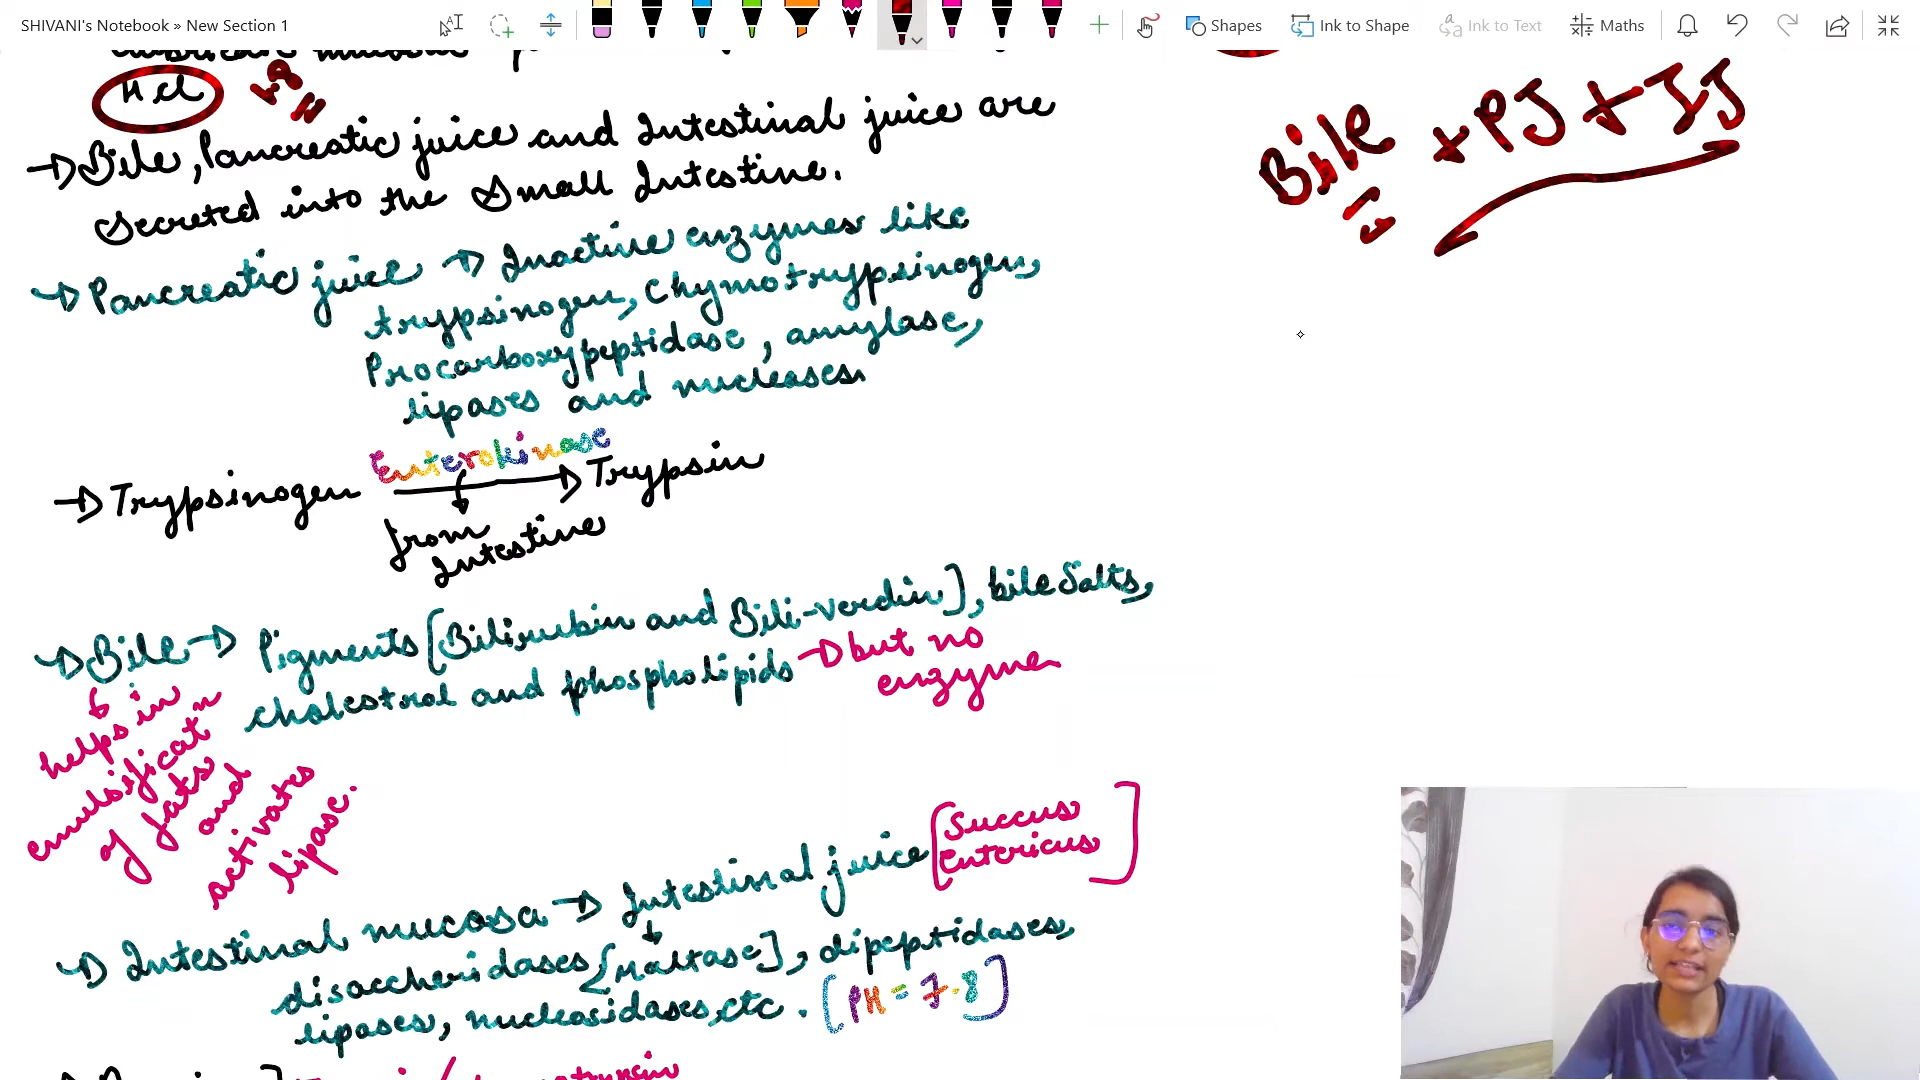 SHIVANI's Notebook » New Section 1
Shapes
Ink to Shape
Ink to Text
Maths
HCl
→ Bile, Pancreatic juice and Intestinal juice are
secreted into the Small Intestine.
→ Pancreatic juice → Inactive enzymes like
trypsinogen, Chymotrypsinogen,
Procarboxypeptidase, amylase,
lipases and nucleases.
Enterokinase
→ Trypsinogen → Trypsin
from
Intestine
→ Bile → Pigments [Bilirubin and Bili-verdin], bile Salts,
cholestrol and phospholipids → but no
enzyme
helps in
emulsificatn
of fats
and
activates
lipase.
→ Intestinal mucosa → Intestinal juice [Succus
Entericus]
disaccheridases [Maltase], dipeptidases,
lipases, nucleosidases, etc. [PH = 7.8]
Bile + PJ + IJ